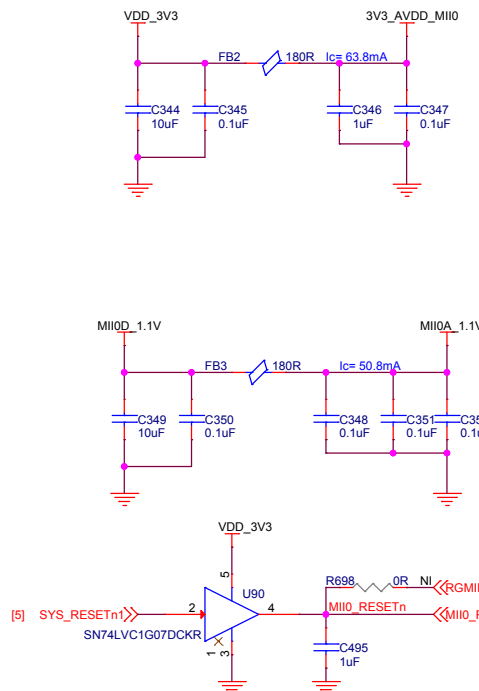 VDD_3V3 3V3_AVDD_MII0
FB2 180R Ic= 63.8mA
C344 C345 C346 C347
10uF 0.1uF 1uF 0.1uF
MII0D_1.1V MII0A_1.1V
FB3 180R Ic= 50.8mA
C349 C350 C348 C351
10uF 0.1uF 0.1uF 0.1uF
VDD_3V3
5
U90
R698 0R NI
[5] SYS_RESETn1 2 4 MII0_RESETn
SN74LVC1G07DCKR
1 3
C495
1uF